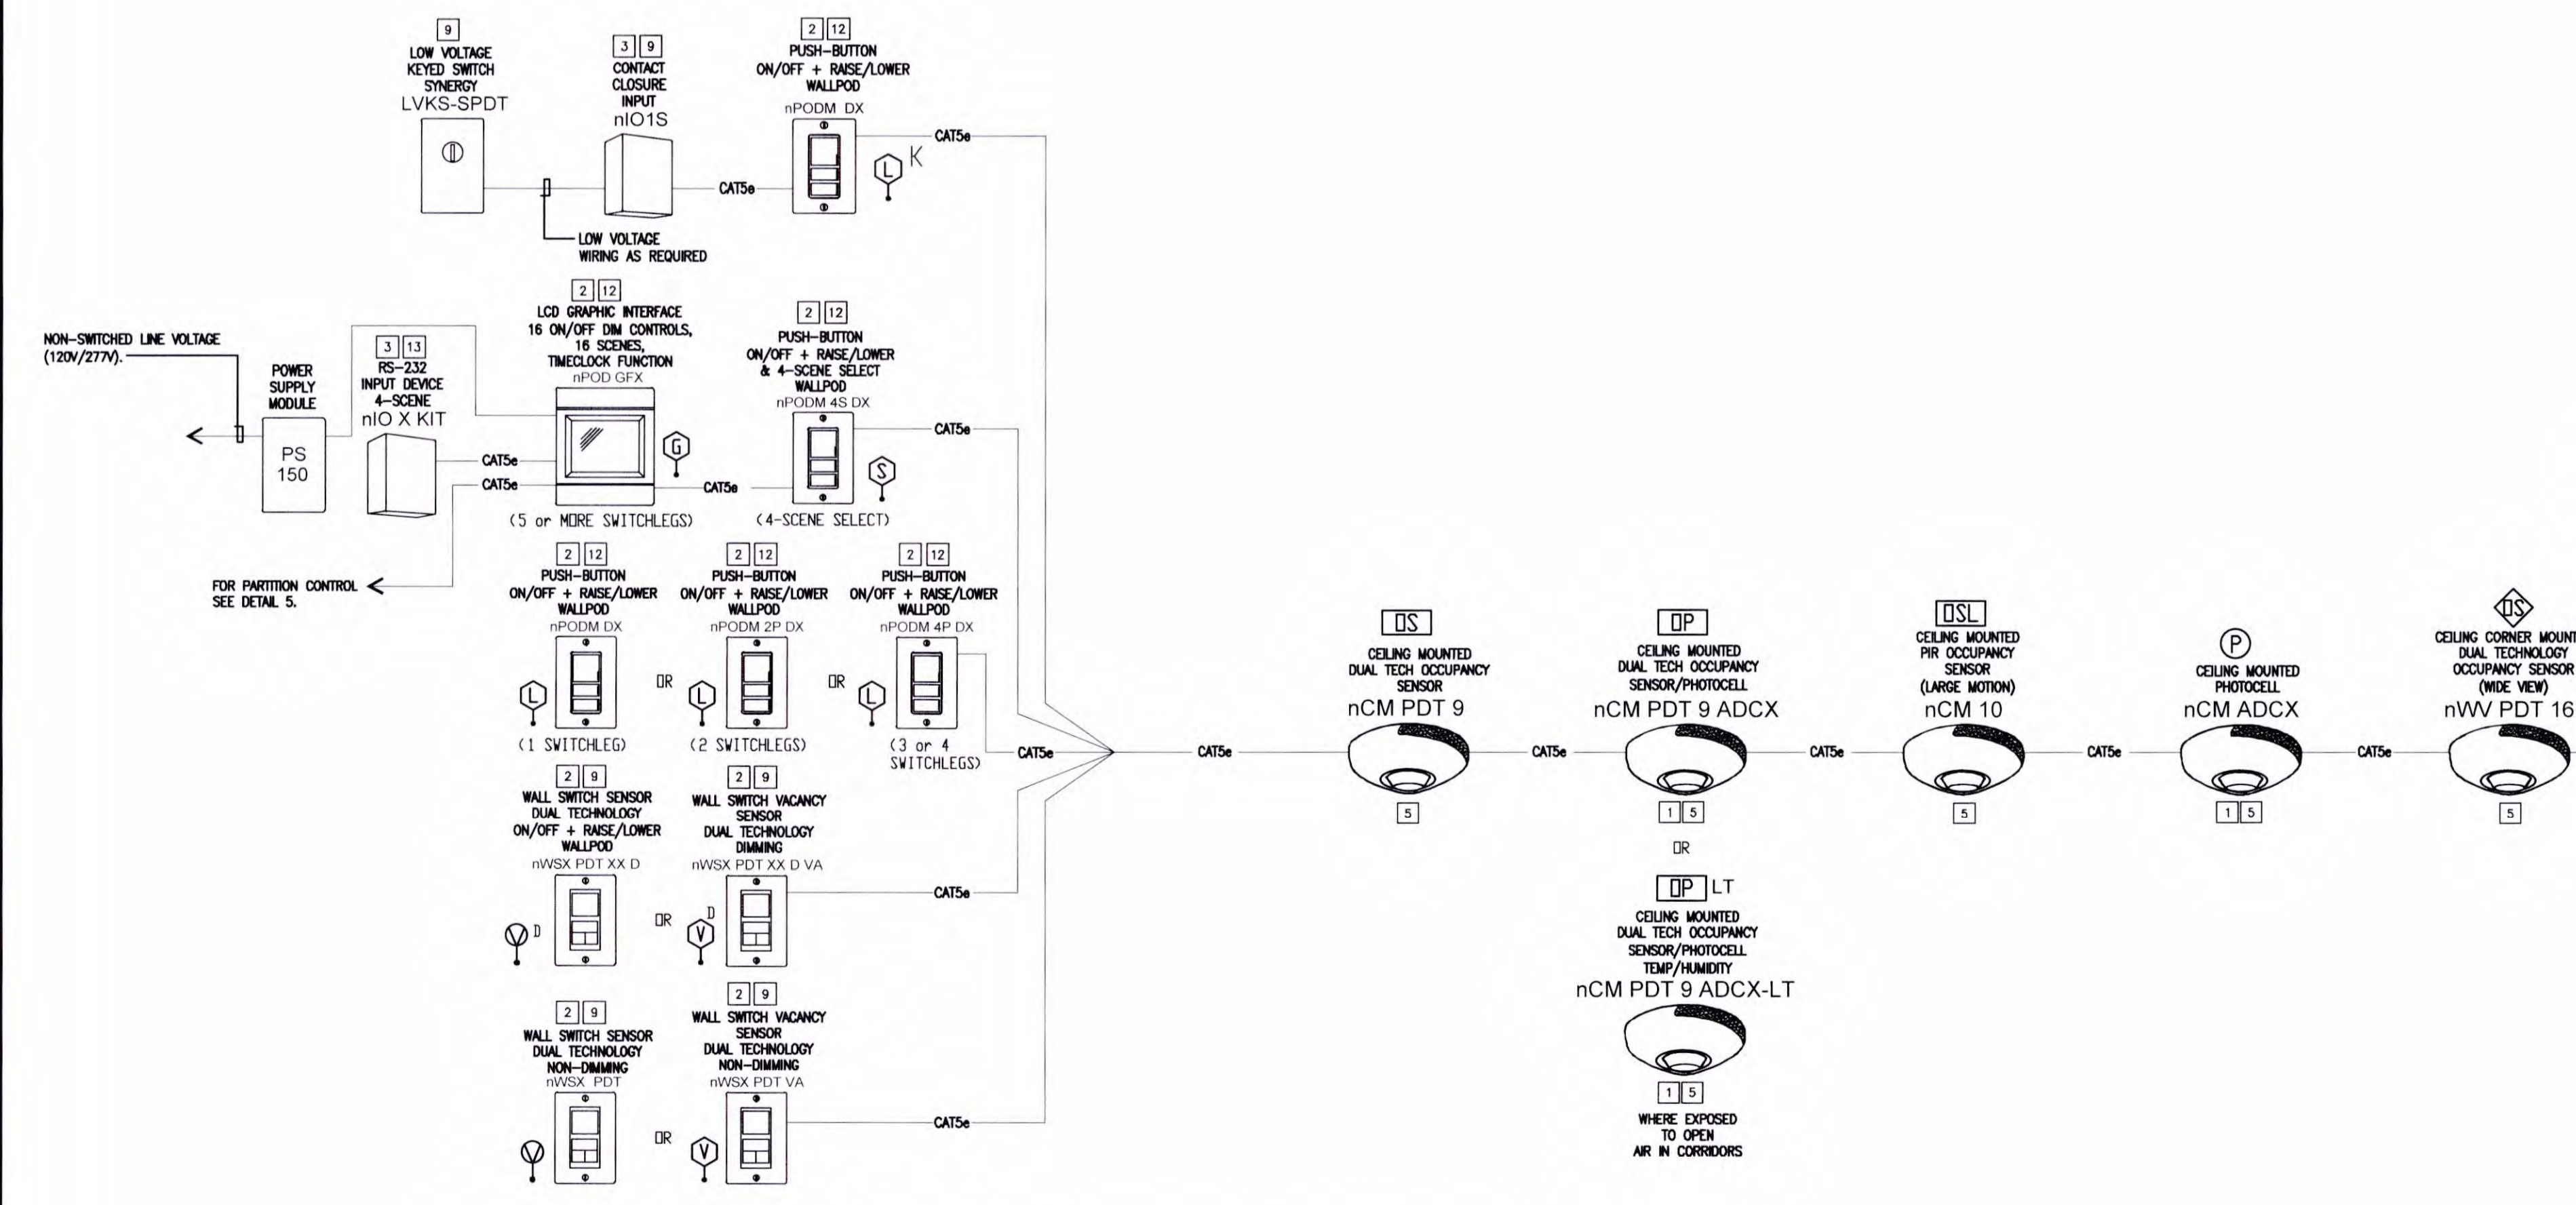 9
LOW VOLTAGE
KEYED SWITCH
SYNERGY
LVKS-SPDT
3 9
CONTACT
CLOSURE
INPUT
nIO1S
2 12
PUSH-BUTTON
ON/OFF + RAISE/LOWER
WALLPOD
nPODM DX
CAT5e
L K
CAT5e
LOW VOLTAGE
WIRING AS REQUIRED
NON-SWITCHED LINE VOLTAGE
(120V/277V).
POWER
SUPPLY
MODULE
PS
150
3 13
RS-232
INPUT DEVICE
4-SCENE
nIO X KIT
2 12
LCD GRAPHIC INTERFACE
16 ON/OFF DIM CONTROLS,
16 SCENES,
TIMECLOCK FUNCTION
nPOD GFX
G
CAT5e
CAT5e
CAT5e
(5 or MORE SWITCHLEGS)
2 12
PUSH-BUTTON
ON/OFF + RAISE/LOWER
& 4-SCENE SELECT
WALLPOD
nPODM 4S DX
CAT5e
S
(4-SCENE SELECT)
FOR PARTITION CONTROL
SEE DETAIL 5.
2 12
PUSH-BUTTON
ON/OFF + RAISE/LOWER
WALLPOD
nPODM DX
L
(1 SWITCHLEG)
OR
2 12
PUSH-BUTTON
ON/OFF + RAISE/LOWER
WALLPOD
nPODM 2P DX
L
(2 SWITCHLEGS)
OR
2 12
PUSH-BUTTON
ON/OFF + RAISE/LOWER
WALLPOD
nPODM 4P DX
L
(3 or 4
SWITCHLEGS)
CAT5e
2 9
WALL SWITCH SENSOR
DUAL TECHNOLOGY
ON/OFF + RAISE/LOWER
WALLPOD
nWSX PDT XX D
V D
OR
2 9
WALL SWITCH VACANCY
SENSOR
DUAL TECHNOLOGY
DIMMING
nWSX PDT XX D VA
V D
CAT5e
2 9
WALL SWITCH SENSOR
DUAL TECHNOLOGY
NON-DIMMING
nWSX PDT
V
OR
2 9
WALL SWITCH VACANCY
SENSOR
DUAL TECHNOLOGY
NON-DIMMING
nWSX PDT VA
V
CAT5e
CAT5e
OS
CEILING MOUNTED
DUAL TECH OCCUPANCY
SENSOR
nCM PDT 9
5
CAT5e
OP
CEILING MOUNTED
DUAL TECH OCCUPANCY
SENSOR/PHOTOCELL
nCM PDT 9 ADCX
1 5
OR
OP LT
CEILING MOUNTED
DUAL TECH OCCUPANCY
SENSOR/PHOTOCELL
TEMP/HUMIDITY
nCM PDT 9 ADCX-LT
1 5
WHERE EXPOSED
TO OPEN
AIR IN CORRIDORS
CAT5e
OSL
CEILING MOUNTED
PIR OCCUPANCY
SENSOR
(LARGE MOTION)
nCM 10
5
CAT5e
P
CEILING MOUNTED
PHOTOCELL
nCM ADCX
1 5
CAT5e
OS
CEILING CORNER MOUNT
DUAL TECHNOLOGY
OCCUPANCY SENSOR
(WIDE VIEW)
nWV PDT 16
5